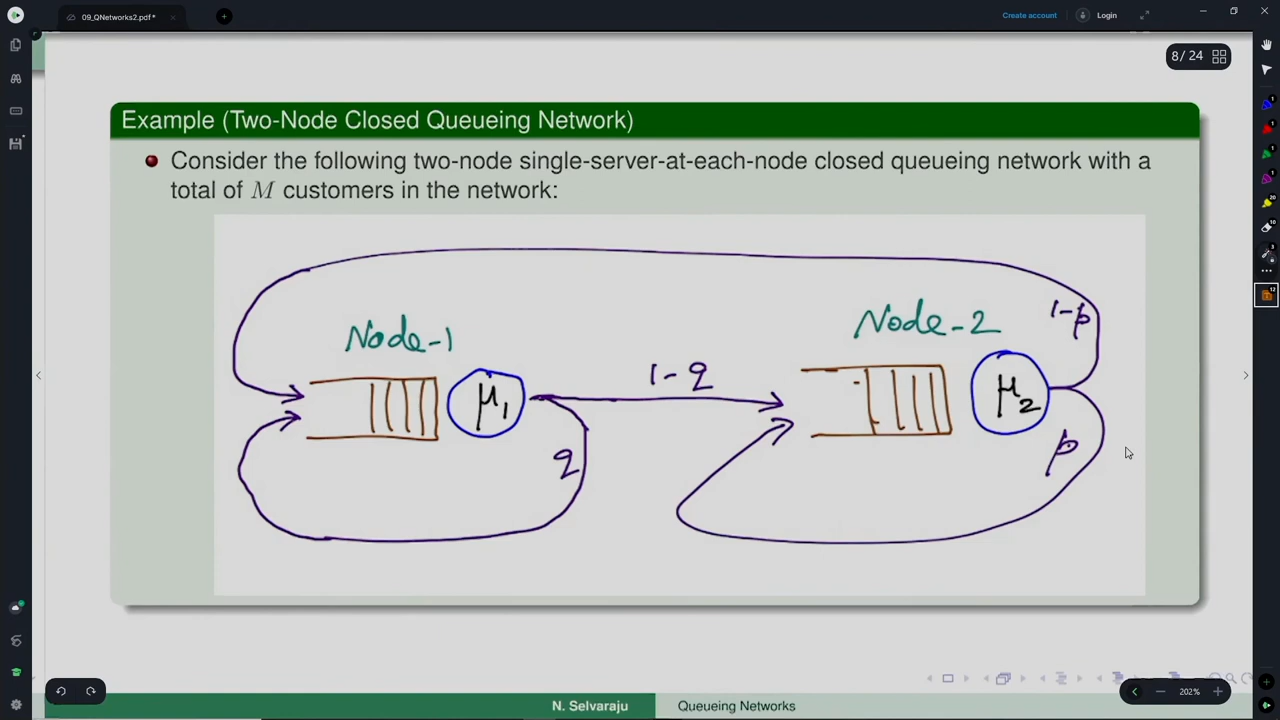 09_QNetworks2.pdf*
Create account
Login
8/ 24
Example (Two-Node Closed Queueing Network)
Consider the following two-node single-server-at-each-node closed queueing network with a
total of M customers in the network:
Node-1
Node-2
1-p
μ1
1-q
μ2
q
p
N. Selvaraju
Queueing Networks
202%